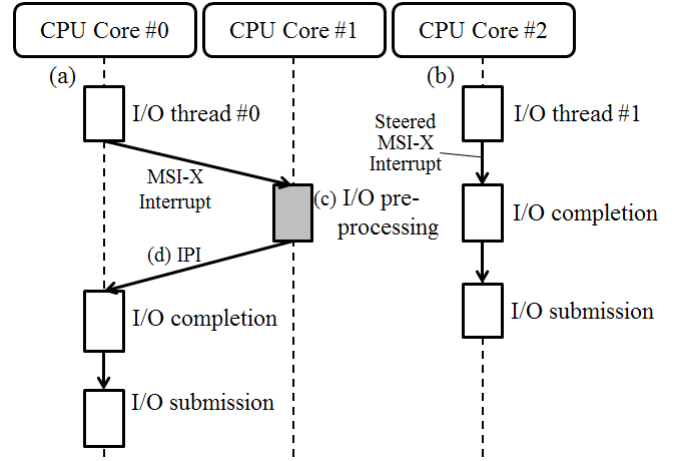 CPU Core #0
CPU Core #1
CPU Core #2
(a)
(b)
I/O thread #0
I/O thread #1
Steered
MSI-X
Interrupt
MSI-X
Interrupt
(c) I/O pre-
processing
I/O completion
(d) IPI
I/O completion
I/O submission
I/O submission